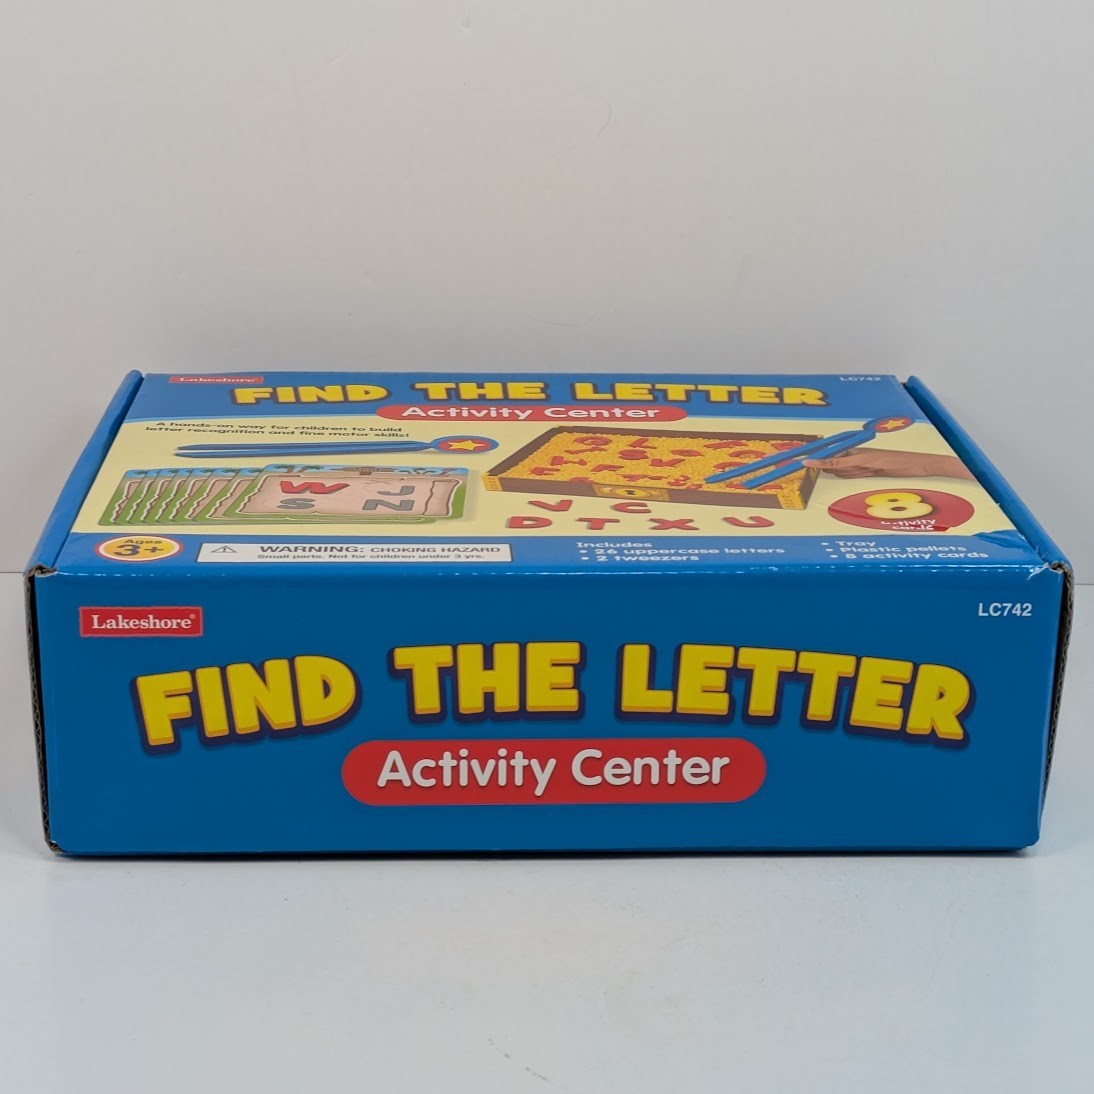 Lakeshore
LC742
FIND THE LETTER
Activity Center
A hands-on way for children to build
letter recognition and fine motor skills!
W J
S N
V C
D T X U
8
activity
cards
Ages
3+
WARNING: CHOKING HAZARD
Small parts. Not for children under 3 yrs.
Includes
• 26 uppercase letters
• 2 tweezers
• Tray
• Plastic pellets
• 8 activity cards
Lakeshore®
LC742
FIND THE LETTER
Activity Center